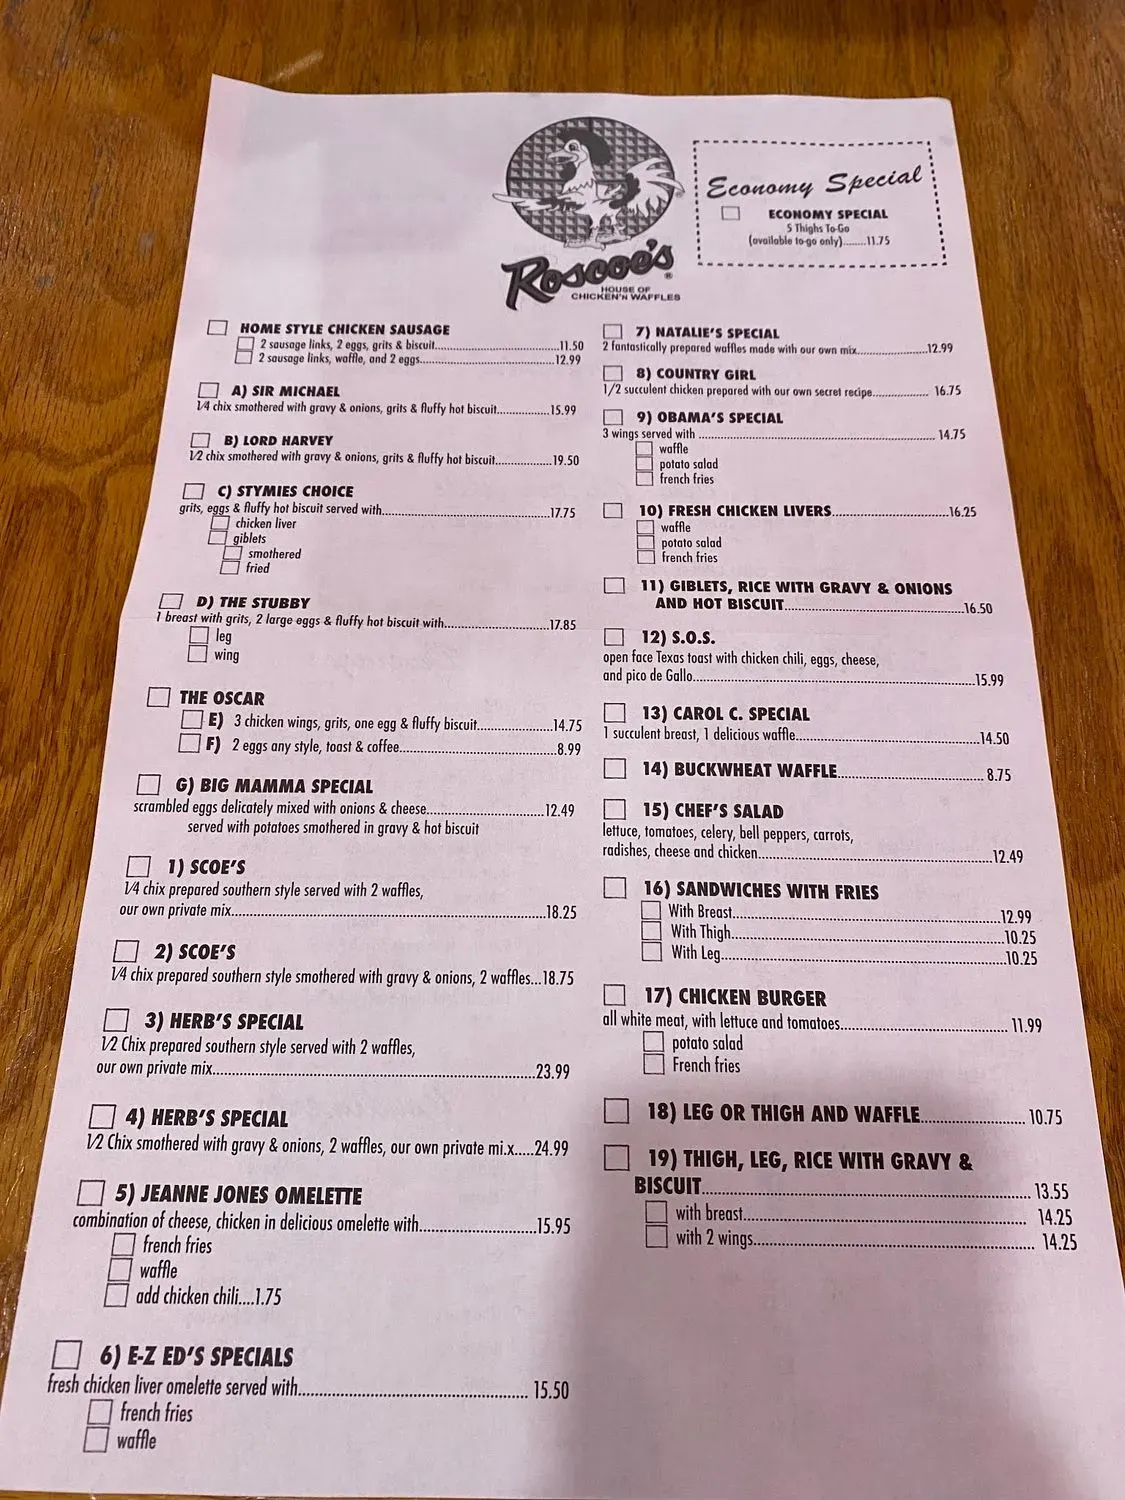 Roscoe's ®
HOUSE OF
CHICKEN'N WAFFLES
Economy Special
ECONOMY SPECIAL
5 Thighs To-Go
(available to-go only)........11.75
HOME STYLE CHICKEN SAUSAGE
2 sausage links, 2 eggs, grits & biscuit..............................11.50
2 sausage links, waffle, and 2 eggs.................................12.99
A) SIR MICHAEL
1/4 chix smothered with gravy & onions, grits & fluffy hot biscuit.............15.99
B) LORD HARVEY
1/2 chix smothered with gravy & onions, grits & fluffy hot biscuit.............19.50
C) STYMIES CHOICE
grits, eggs & fluffy hot biscuit served with.........................................17.75
chicken liver
giblets
smothered
fried
D) THE STUBBY
1 breast with grits, 2 large eggs & fluffy hot biscuit with..........................17.85
leg
wing
THE OSCAR
E) 3 chicken wings, grits, one egg & fluffy biscuit..................14.75
F) 2 eggs any style, toast & coffee......................................8.99
G) BIG MAMMA SPECIAL
scrambled eggs delicately mixed with onions & cheese............................12.49
served with potatoes smothered in gravy & hot biscuit
1) SCOE'S
1/4 chix prepared southern style served with 2 waffles,
our own private mix.................................................................18.25
2) SCOE'S
1/4 chix prepared southern style smothered with gravy & onions, 2 waffles...18.75
3) HERB'S SPECIAL
1/2 Chix prepared southern style served with 2 waffles,
our own private mix.................................................................23.99
4) HERB'S SPECIAL
1/2 Chix smothered with gravy & onions, 2 waffles, our own private mi.x.....24.99
5) JEANNE JONES OMELETTE
combination of cheese, chicken in delicious omelette with........................15.95
french fries
waffle
add chicken chili....1.75
6) E-Z ED'S SPECIALS
fresh chicken liver omelette served with............................................. 15.50
french fries
waffle
7) NATALIE'S SPECIAL
2 fantastically prepared waffles made with our own mix.................12.99
8) COUNTRY GIRL
1/2 succulent chicken prepared with our own secret recipe............... 16.75
9) OBAMA'S SPECIAL
3 wings served with ........................................................... 14.75
waffle
potato salad
french fries
10) FRESH CHICKEN LIVERS.............................16.25
waffle
potato salad
french fries
11) GIBLETS, RICE WITH GRAVY & ONIONS
AND HOT BISCUIT.............................................16.50
12) S.O.S.
open face Texas toast with chicken chili, eggs, cheese,
and pico de Gallo.................................................................15.99
13) CAROL C. SPECIAL
1 succulent breast, 1 delicious waffle..........................................14.50
14) BUCKWHEAT WAFFLE.................................... 8.75
15) CHEF'S SALAD
lettuce, tomatoes, celery, bell peppers, carrots,
radishes, cheese and chicken.....................................................12.49
16) SANDWICHES WITH FRIES
With Breast...............................................................12.99
With Thigh................................................................10.25
With Leg..................................................................10.25
17) CHICKEN BURGER
all white meat, with lettuce and tomatoes..................................... 11.99
potato salad
French fries
18) LEG OR THIGH AND WAFFLE......................... 10.75
19) THIGH, LEG, RICE WITH GRAVY &
BISCUIT.................................................................. 13.55
with breast............................................................... 14.25
with 2 wings.............................................................. 14.25